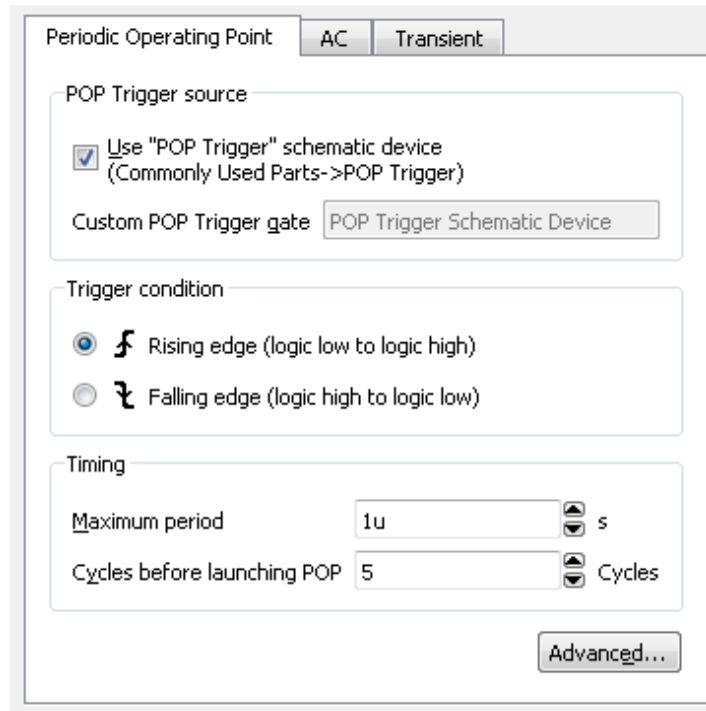 Periodic Operating Point AC Transient
POP Trigger source
Use "POP Trigger" schematic device
(Commonly Used Parts->POP Trigger)
Custom POP Trigger gate POP Trigger Schematic Device
Trigger condition
Rising edge (logic low to logic high)
Falling edge (logic high to logic low)
Timing
Maximum period 1u s
Cycles before launching POP 5 Cycles
Advanced...